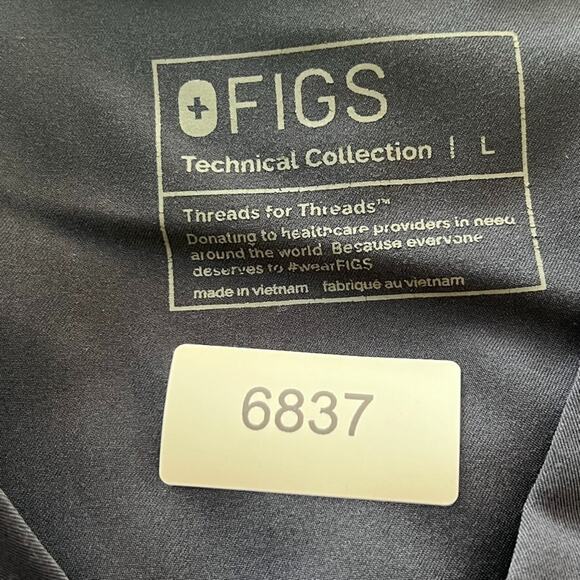 FIGS
Technical Collection | L
Threads for Threads™
Donating to healthcare providers in need
around the world. Because everyone
deserves to #wearFIGS
made in vietnam fabriqué au vietnam
6837